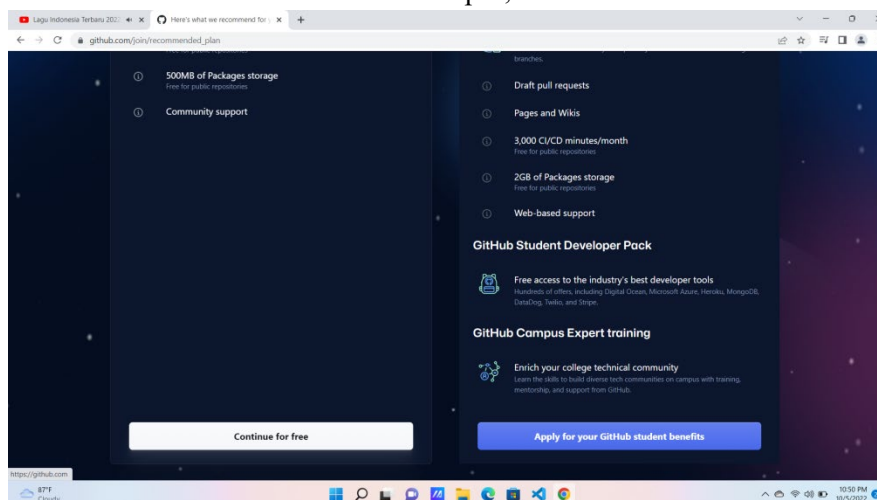 Lagu Indonesia Terbaru 202
Here's what we recommend for
github.com/join/recommended_plan
500MB of Packages storage
Free for public repositories
Community support
branches.
Draft pull requests
Pages and Wikis
3,000 CI/CD minutes/month
Free for public repositories
2GB of Packages storage
Free for public repositories
Web-based support
GitHub Student Developer Pack
Free access to the industry's best developer tools
Hundreds of offers, including Digital Ocean, Microsoft Azure, Heroku, MongoDB,
DataDog, Twilio, and Stripe.
GitHub Campus Expert training
Enrich your college technical community
Learn the skills to build diverse tech communities on campus with training,
mentorship, and support from GitHub.
Continue for free
Apply for your GitHub student benefits
https://github.com
87°F
Cloudy
10:50 PM
10/5/2022